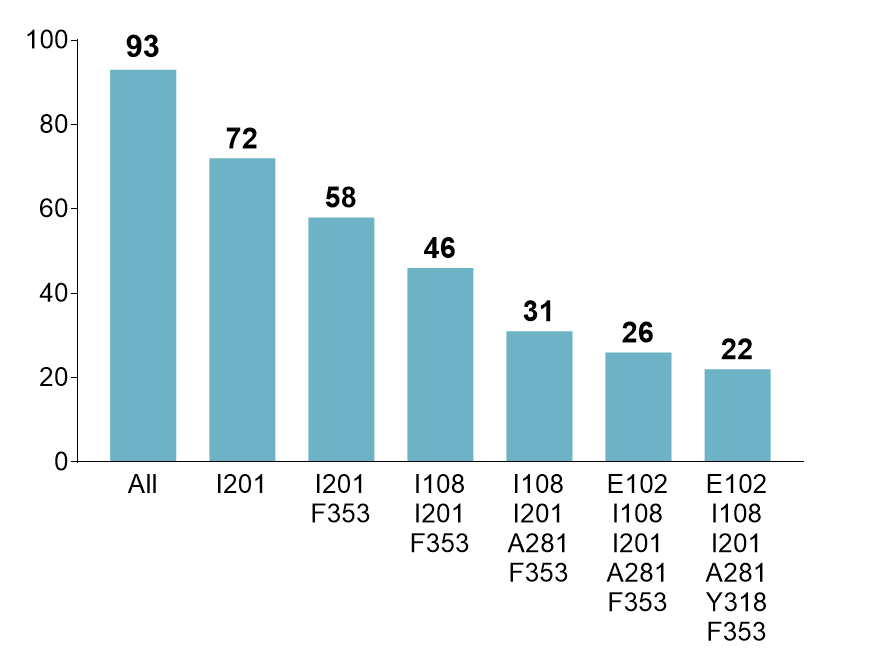 100
80
60
40
20
0
93
72
58
46
31
26
22
All
I201
I201
F353
I108
I201
F353
I108
I201
A281
F353
E102
I108
I201
A281
F353
E102
I108
I201
A281
Y318
F353